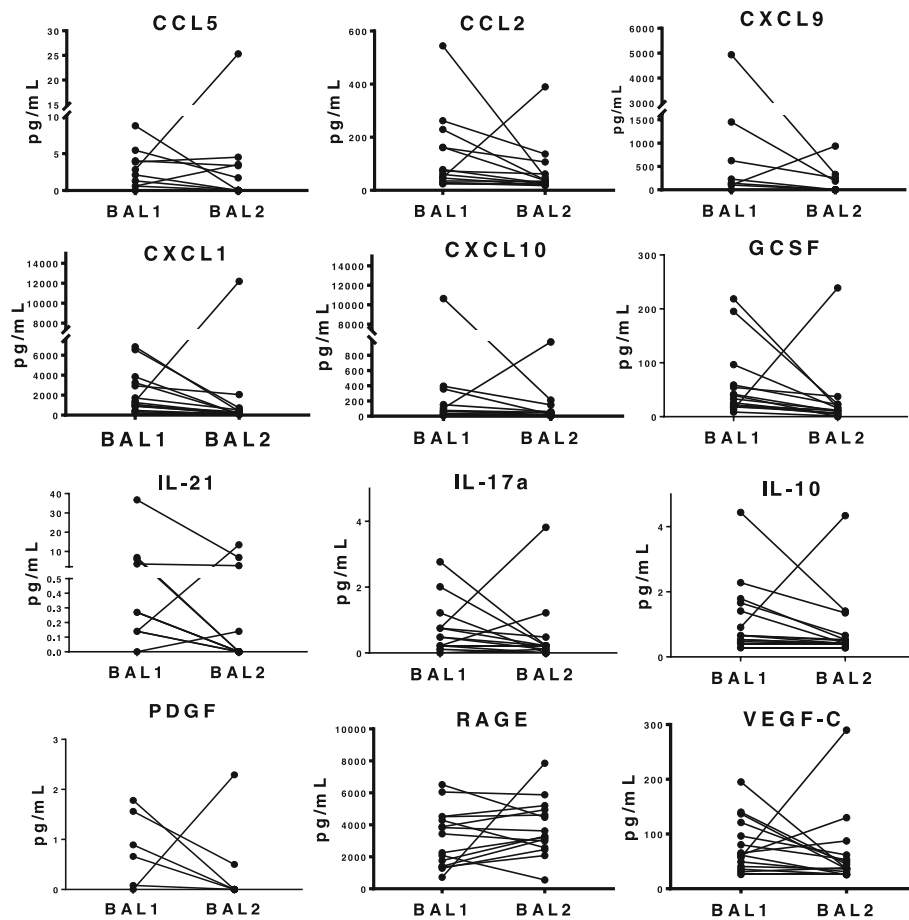 CCL5
pg/mL
30
25
20
15
10
5
0
BAL1 BAL2
CCL2
pg/mL
600
400
200
0
BAL1 BAL2
CXCL9
pg/mL
6000
5000
4000
3000
1500
1000
500
0
BAL1 BAL2
CXCL1
pg/mL
14000
12000
10000
8000
6000
4000
2000
0
BAL1 BAL2
CXCL10
pg/mL
14000
12000
10000
8000
1000
800
600
400
200
0
BAL1 BAL2
GCSF
pg/mL
300
200
100
0
BAL1 BAL2
IL-21
pg/mL
40
30
20
10
0.5
0.4
0.3
0.2
0.1
0.0
BAL1 BAL2
IL-17a
pg/mL
4
2
0
BAL1 BAL2
IL-10
pg/mL
4
2
0
BAL1 BAL2
PDGF
pg/mL
3
2
1
0
BAL1 BAL2
RAGE
pg/mL
10000
8000
6000
4000
2000
0
BAL1 BAL2
VEGF-C
pg/mL
300
200
100
0
BAL1 BAL2